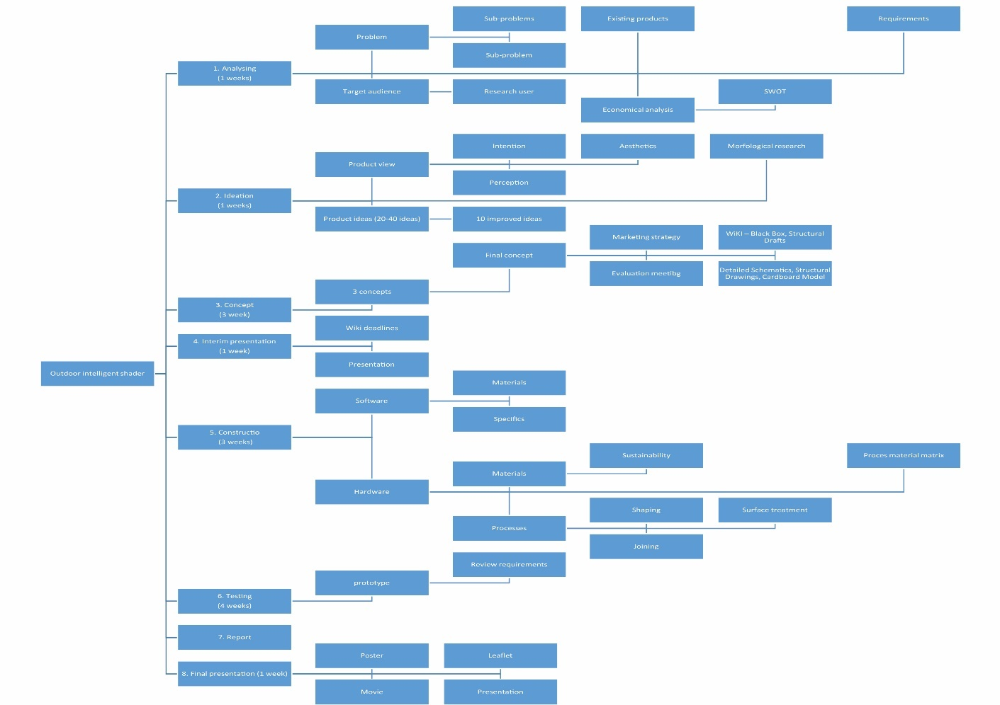 Sub-problems
Existing products
Requirements
Problem
Sub-problem
1. Analysing
(1 weeks)
Target audience
Research user
SWOT
Economical analysis
Intention
Aesthetics
Morfological research
Product view
Perception
2. Ideation
(1 weeks)
Product ideas (20-40 ideas)
10 improved ideas
Marketing strategy
WiKI – Black Box, Structural
Drafts
Final concept
Evaluation meetibg
Detailed Schematics, Structural
Drawings, Cardboard Model
3 concepts
3. Concept
(3 week)
Wiki deadlines
4. Interim presentation
(1 week)
Presentation
Outdoor intelligent shader
Materials
Software
Specifics
5. Constructio
(3 weeks)
Sustainability
Proces material matrix
Materials
Hardware
Shaping
Surface treatment
Processes
Joining
Review requirements
prototype
6. Testing
(4 weeks)
7. Report
Poster
Leaflet
8. Final presentation (1 week)
Movie
Presentation